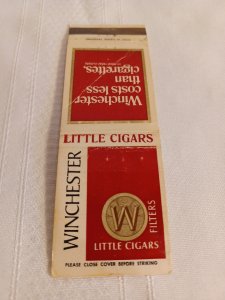 Winchester
costs less
than
cigarettes.
LITTLE CIGARS
WINCHESTER
W
FILTERS
LITTLE CIGARS
PLEASE CLOSE COVER BEFORE STRIKING